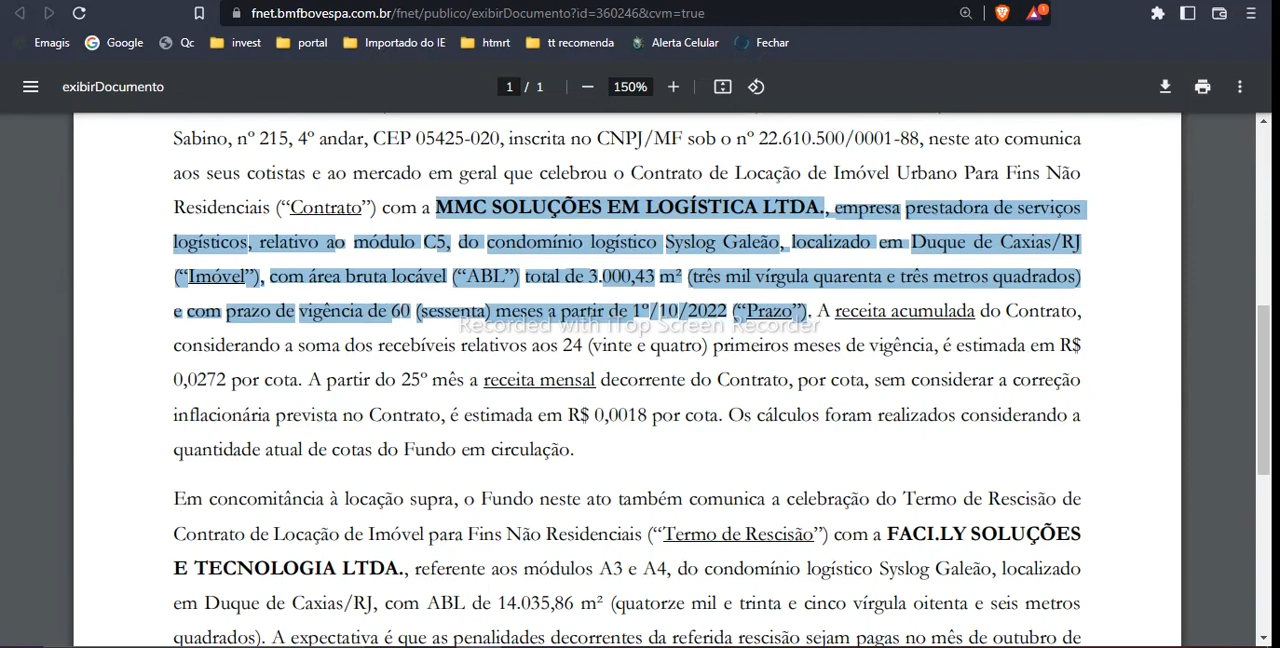 fnet.bmfbovespa.com.br/fnet/publico/exibirDocumento?id=360246&cvm=true
1
Emagis Google Qc invest portal Importado do IE htmrt tt recomenda Alerta Celular Fechar
exibirDocumento 1 / 1 150%
Sabino, nº 215, 4º andar, CEP 05425-020, inscrita no CNPJ/MF sob o nº 22.610.500/0001-88, neste ato comunica
aos seus cotistas e ao mercado em geral que celebrou o Contrato de Locação de Imóvel Urbano Para Fins Não
Residenciais (“Contrato”) com a MMC SOLUÇÕES EM LOGÍSTICA LTDA., empresa prestadora de serviços
logísticos, relativo ao módulo C5, do condomínio logístico Syslog Galeão, localizado em Duque de Caxias/RJ
(“Imóvel”), com área bruta locável (“ABL”) total de 3.000,43 m² (três mil vírgula quarenta e três metros quadrados)
e com prazo de vigência de 60 (sessenta) meses a partir de 1º/10/2022 (“Prazo”). A receita acumulada do Contrato,
Recorded with iTop Screen Recorder
considerando a soma dos recebíveis relativos aos 24 (vinte e quatro) primeiros meses de vigência, é estimada em R$
0,0272 por cota. A partir do 25º mês a receita mensal decorrente do Contrato, por cota, sem considerar a correção
inflacionária prevista no Contrato, é estimada em R$ 0,0018 por cota. Os cálculos foram realizados considerando a
quantidade atual de cotas do Fundo em circulação.
Em concomitância à locação supra, o Fundo neste ato também comunica a celebração do Termo de Rescisão de
Contrato de Locação de Imóvel para Fins Não Residenciais (“Termo de Rescisão”) com a FACI.LY SOLUÇÕES
E TECNOLOGIA LTDA., referente aos módulos A3 e A4, do condomínio logístico Syslog Galeão, localizado
em Duque de Caxias/RJ, com ABL de 14.035,86 m² (quatorze mil e trinta e cinco vírgula oitenta e seis metros
quadrados). A expectativa é que as penalidades decorrentes da referida rescisão sejam pagas no mês de outubro de